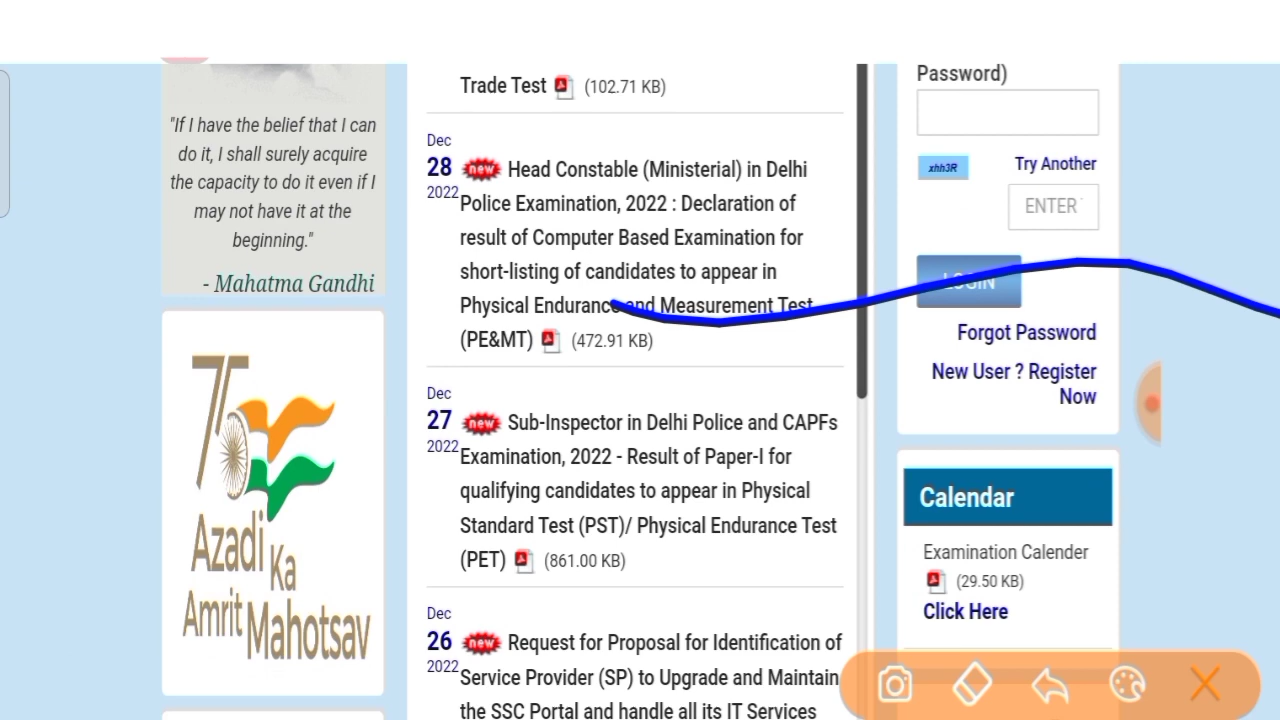 "If I have the belief that I can
do it, I shall surely acquire
the capacity to do it even if I
may not have it at the
beginning."
- Mahatma Gandhi
75
Azadi
Ka
Amrit
Mahotsav
Trade Test (102.71 KB)
Dec
28
2022
new Head Constable (Ministerial) in Delhi
Police Examination, 2022 : Declaration of
result of Computer Based Examination for
short-listing of candidates to appear in
Physical Endurance and Measurement Test
(PE&MT) (472.91 KB)
Dec
27
2022
new Sub-Inspector in Delhi Police and CAPFs
Examination, 2022 - Result of Paper-I for
qualifying candidates to appear in Physical
Standard Test (PST)/ Physical Endurance Test
(PET) (861.00 KB)
Dec
26
2022
new Request for Proposal for Identification of
Service Provider (SP) to Upgrade and Maintain
the SSC Portal and handle all its IT Services
Password)
xhh3R
Try Another
ENTER
LOGIN
Forgot Password
New User ? Register
Now
Calendar
Examination Calender
(29.50 KB)
Click Here